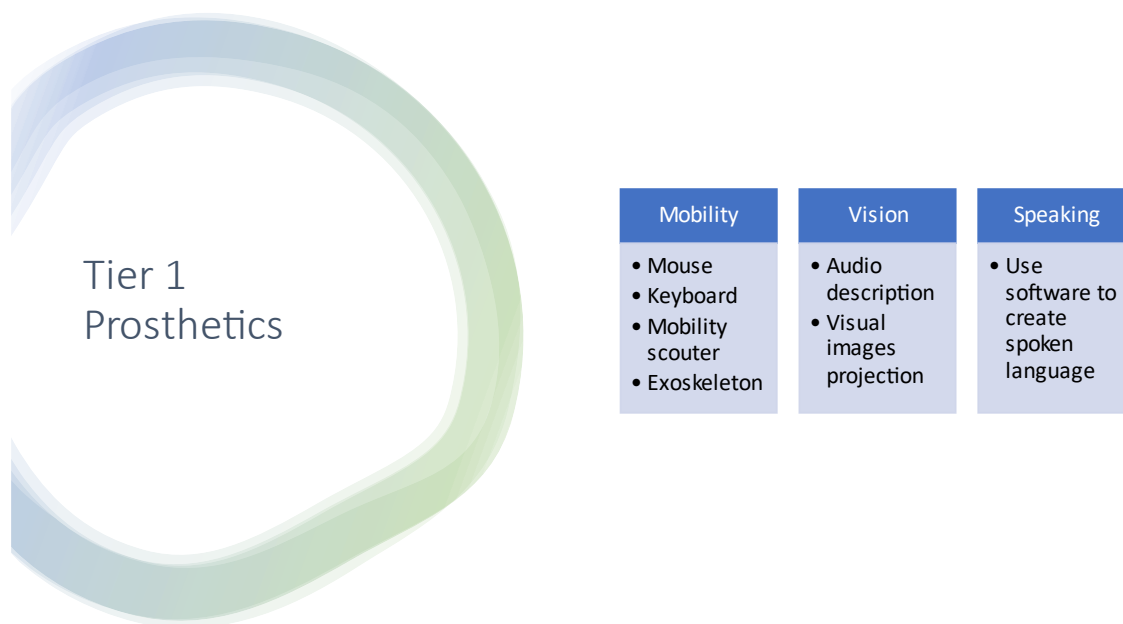 Tier 1
Prosthetics
Mobility
• Mouse
• Keyboard
• Mobility
scouter
• Exoskeleton
Vision
• Audio
description
• Visual
images
projection
Speaking
• Use
software to
create
spoken
language